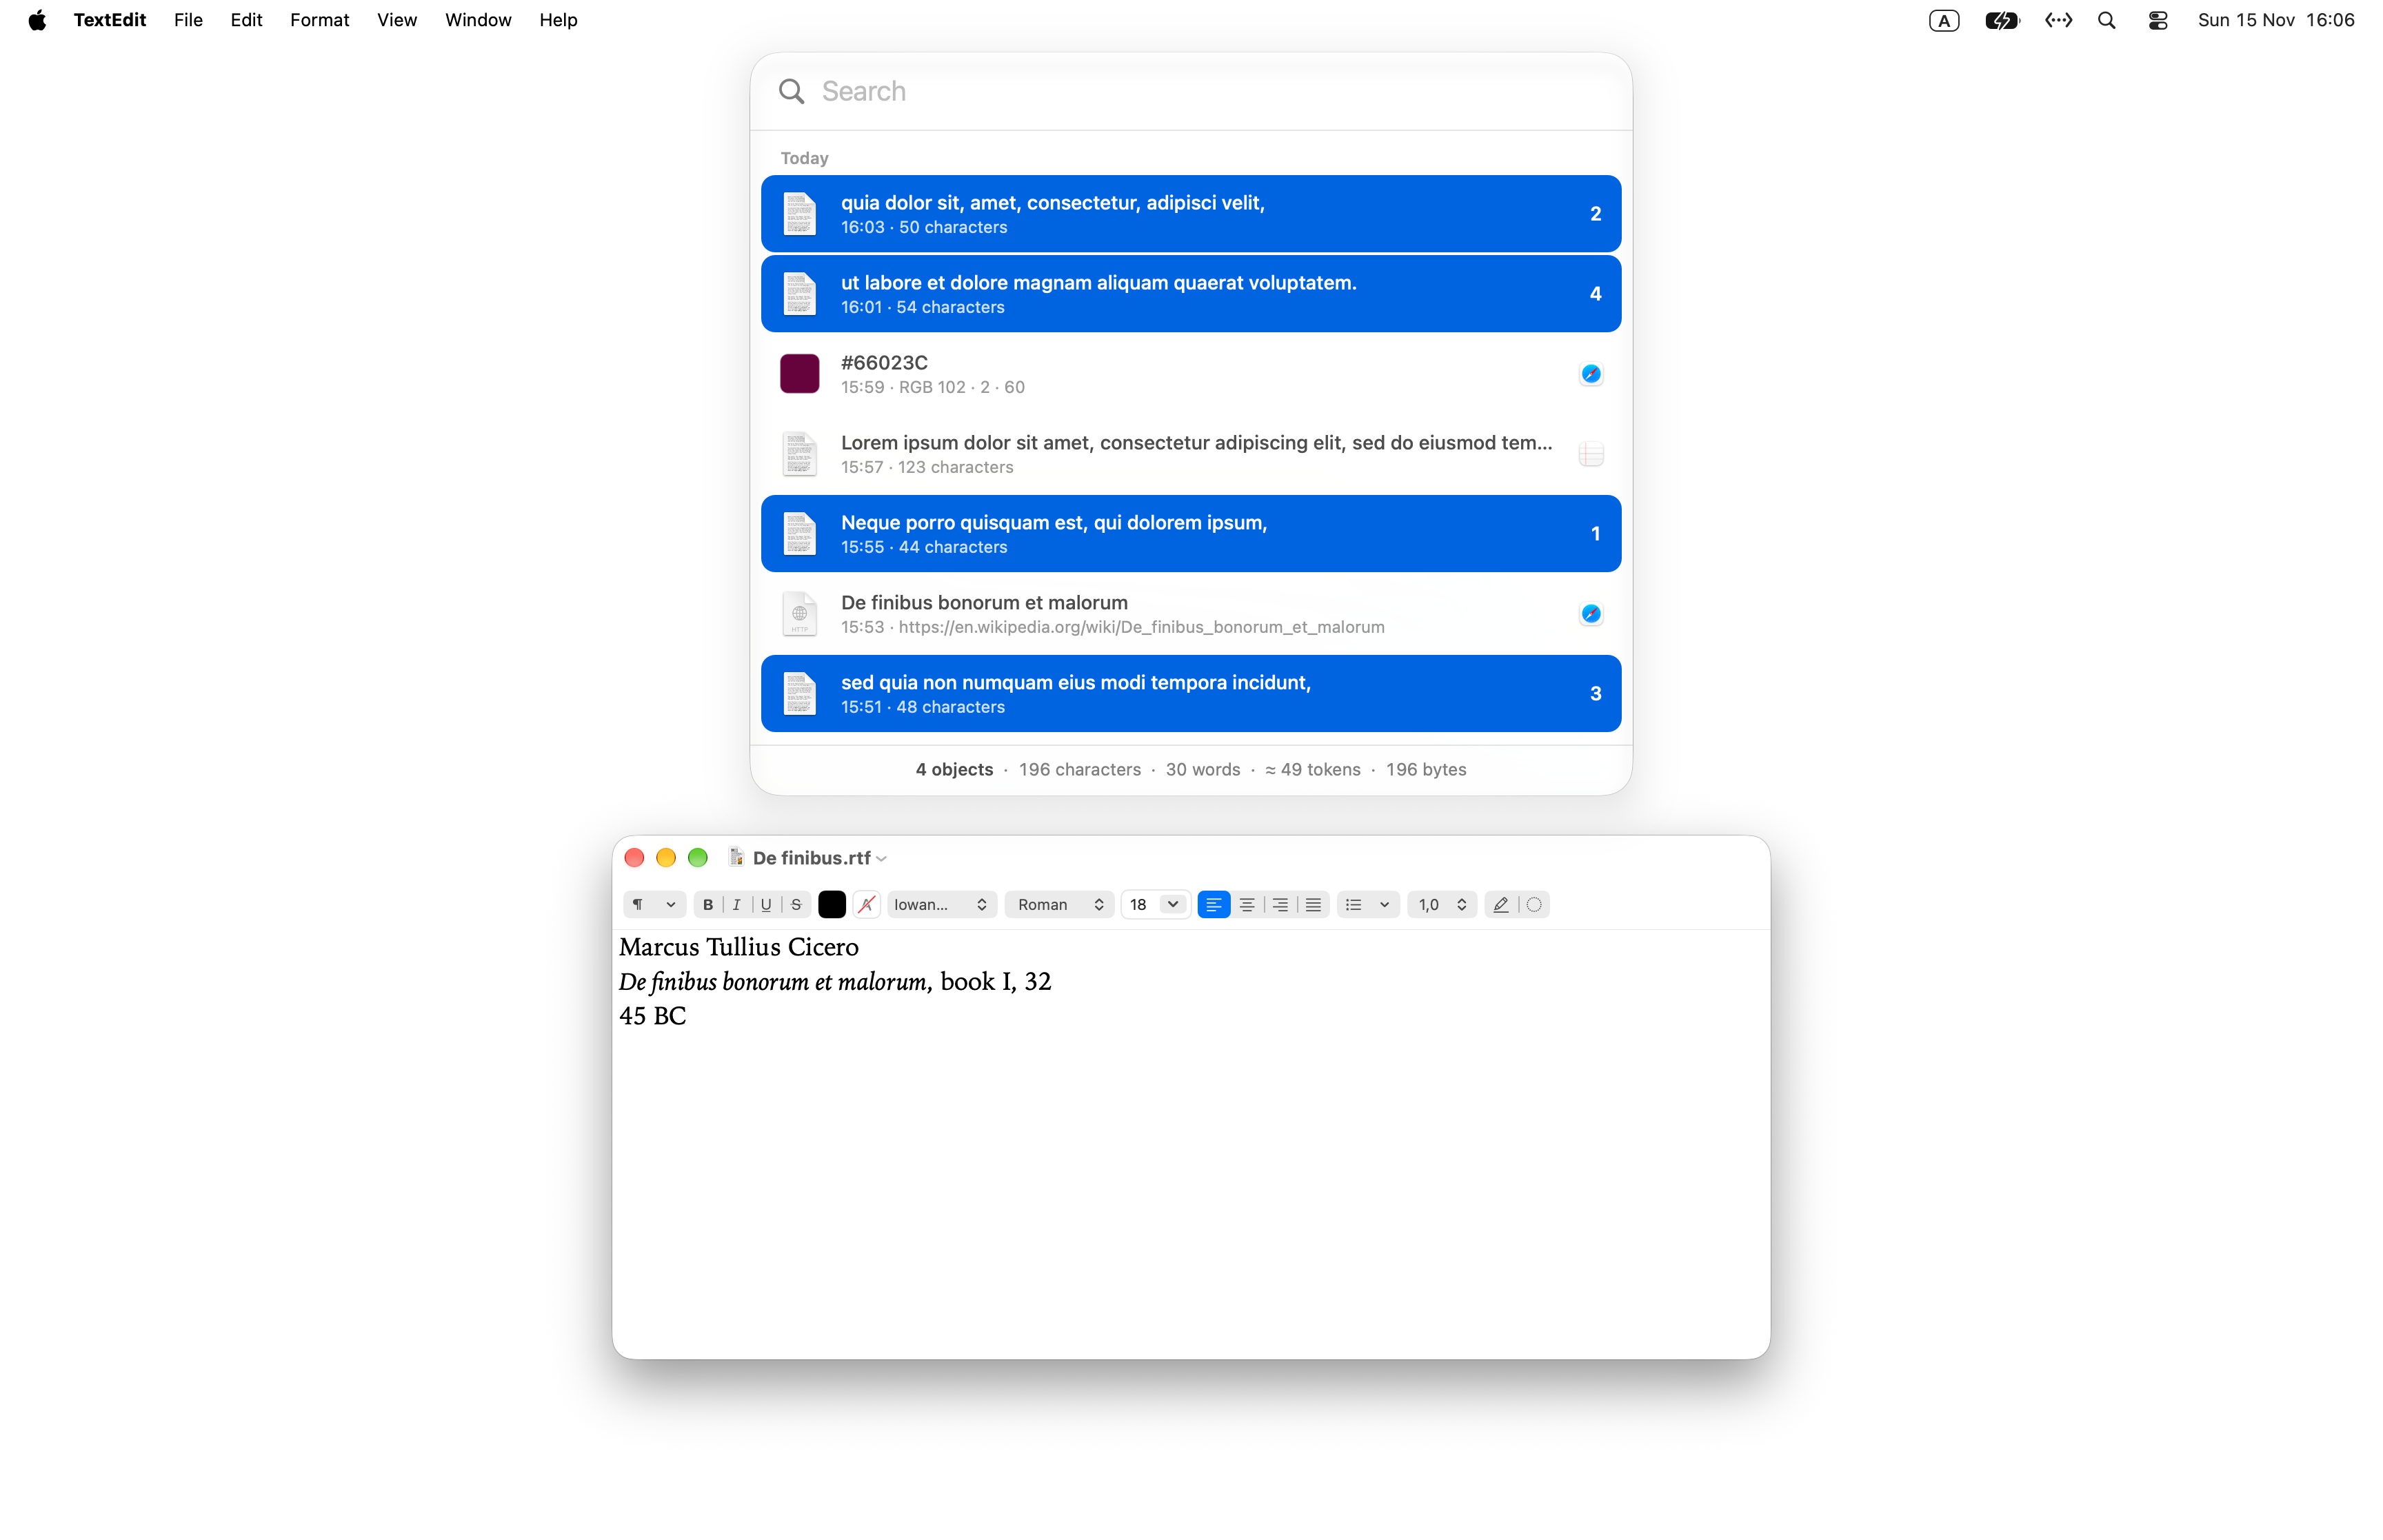 TextEdit File Edit Format View Window Help A Sun 15 Nov 16:06
Search
Today
quia dolor sit, amet, consectetur, adipisci velit,
16:03 · 50 characters
2
ut labore et dolore magnam aliquam quaerat voluptatem.
16:01 · 54 characters
4
#66023C
15:59 · RGB 102 · 2 · 60
Lorem ipsum dolor sit amet, consectetur adipiscing elit, sed do eiusmod tem...
15:57 · 123 characters
Neque porro quisquam est, qui dolorem ipsum,
15:55 · 44 characters
1
De finibus bonorum et malorum
15:53 · https://en.wikipedia.org/wiki/De_finibus_bonorum_et_malorum
HTTP
sed quia non numquam eius modi tempora incidunt,
15:51 · 48 characters
3
4 objects · 196 characters · 30 words · ≈ 49 tokens · 196 bytes
De finibus.rtf
¶ B I U S A Iowan... Roman 18 1,0
Marcus Tullius Cicero
De finibus bonorum et malorum, book I, 32
45 BC